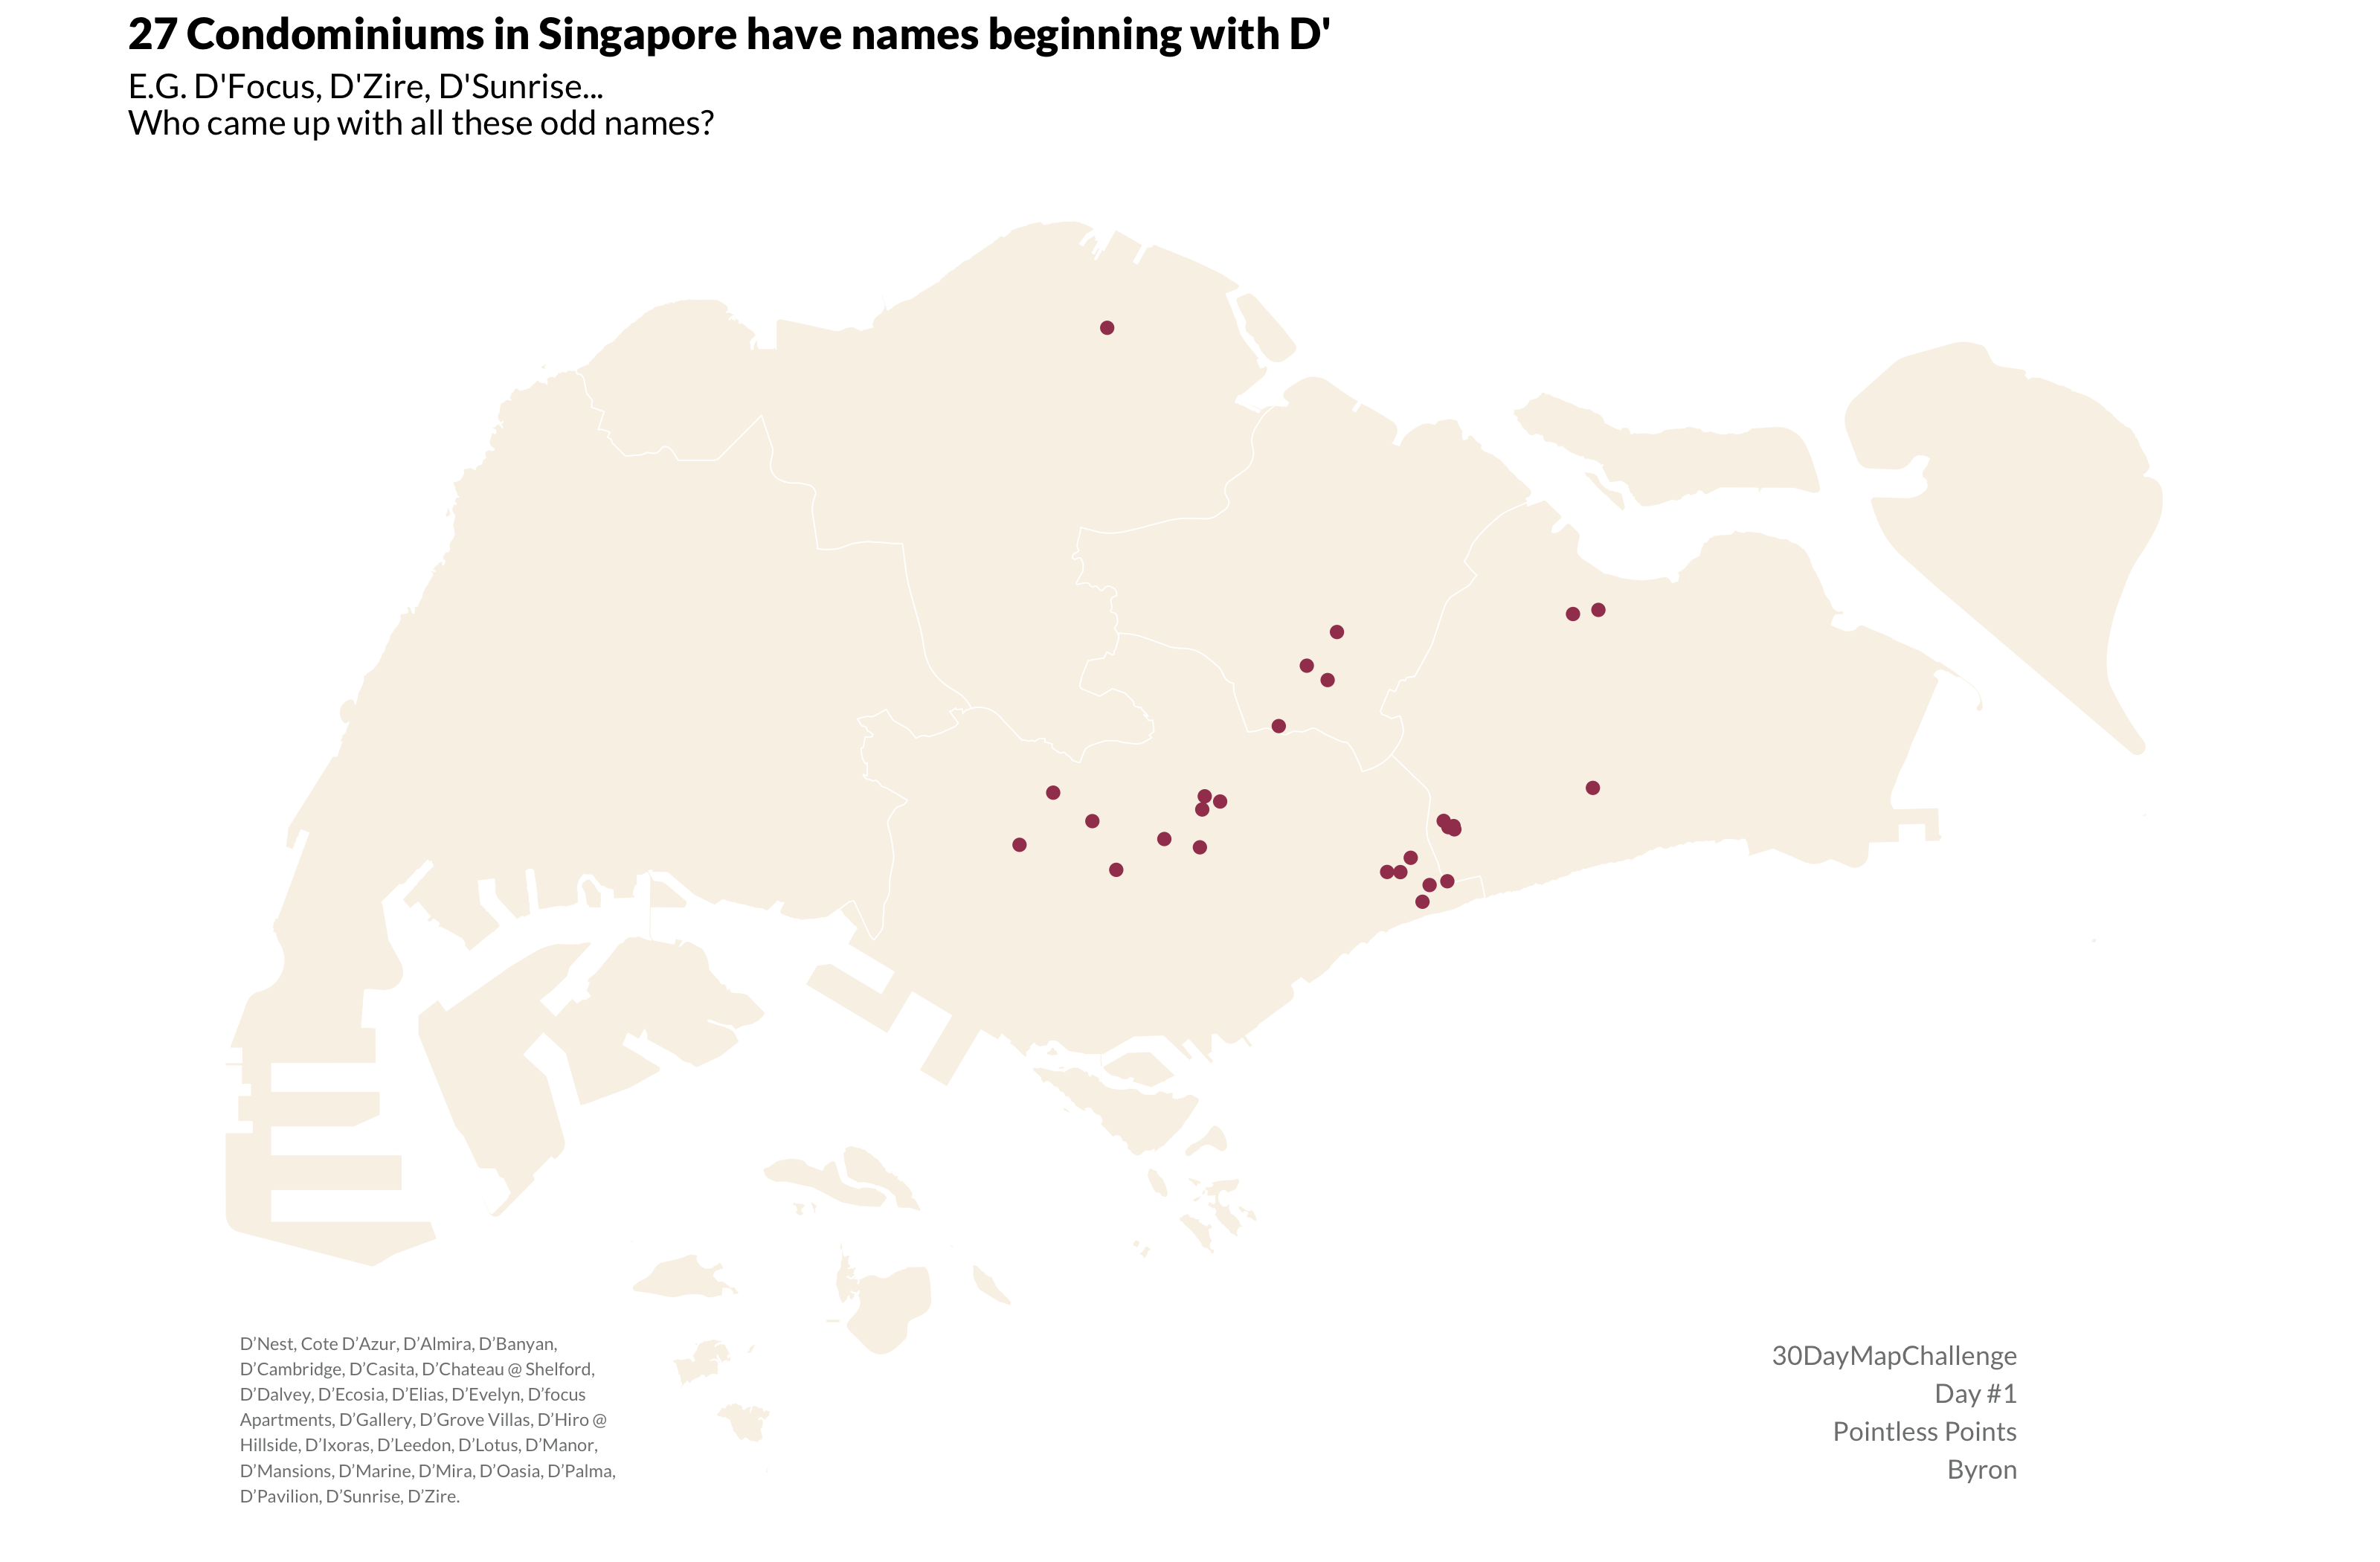 27 Condominiums in Singapore have names beginning with D'
E.G. D'Focus, D'Zire, D'Sunrise...
Who came up with all these odd names?
D’Nest, Cote D’Azur, D’Almira, D’Banyan,
D’Cambridge, D’Casita, D’Chateau @ Shelford,
D’Dalvey, D’Ecosia, D’Elias, D’Evelyn, D’focus
Apartments, D’Gallery, D’Grove Villas, D’Hiro @
Hillside, D’Ixoras, D’Leedon, D’Lotus, D’Manor,
D’Mansions, D’Marine, D’Mira, D’Oasia, D’Palma,
D’Pavilion, D’Sunrise, D’Zire.
30DayMapChallenge
Day #1
Pointless Points
Byron